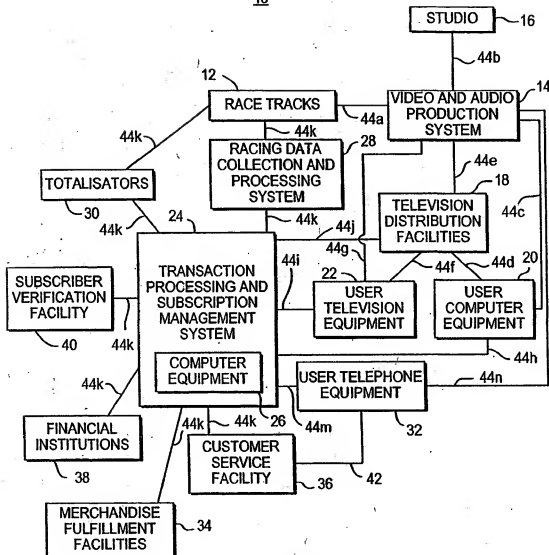 10
STUDIO
16
44b
12
RACE TRACKS
44a
VIDEO AND AUDIO
PRODUCTION
SYSTEM
14
44k
44k
RACING DATA
COLLECTION AND
PROCESSING
SYSTEM
28
44e
44c
TOTALISATORS
30
44k
24
44k
44j
18
TELEVISION
DISTRIBUTION
FACILITIES
44g
44f
44d
20
SUBSCRIBER
VERIFICATION
FACILITY
40
44k
TRANSACTION
PROCESSING AND
SUBSCRIPTION
MANAGEMENT
SYSTEM
44i
22
USER
TELEVISION
EQUIPMENT
USER
COMPUTER
EQUIPMENT
44h
COMPUTER
EQUIPMENT
26
44k
44m
USER TELEPHONE
EQUIPMENT
32
44n
FINANCIAL
INSTITUTIONS
38
44k
44k
CUSTOMER
SERVICE
FACILITY
36
42
MERCHANDISE
FULFILLMENT
FACILITIES
34